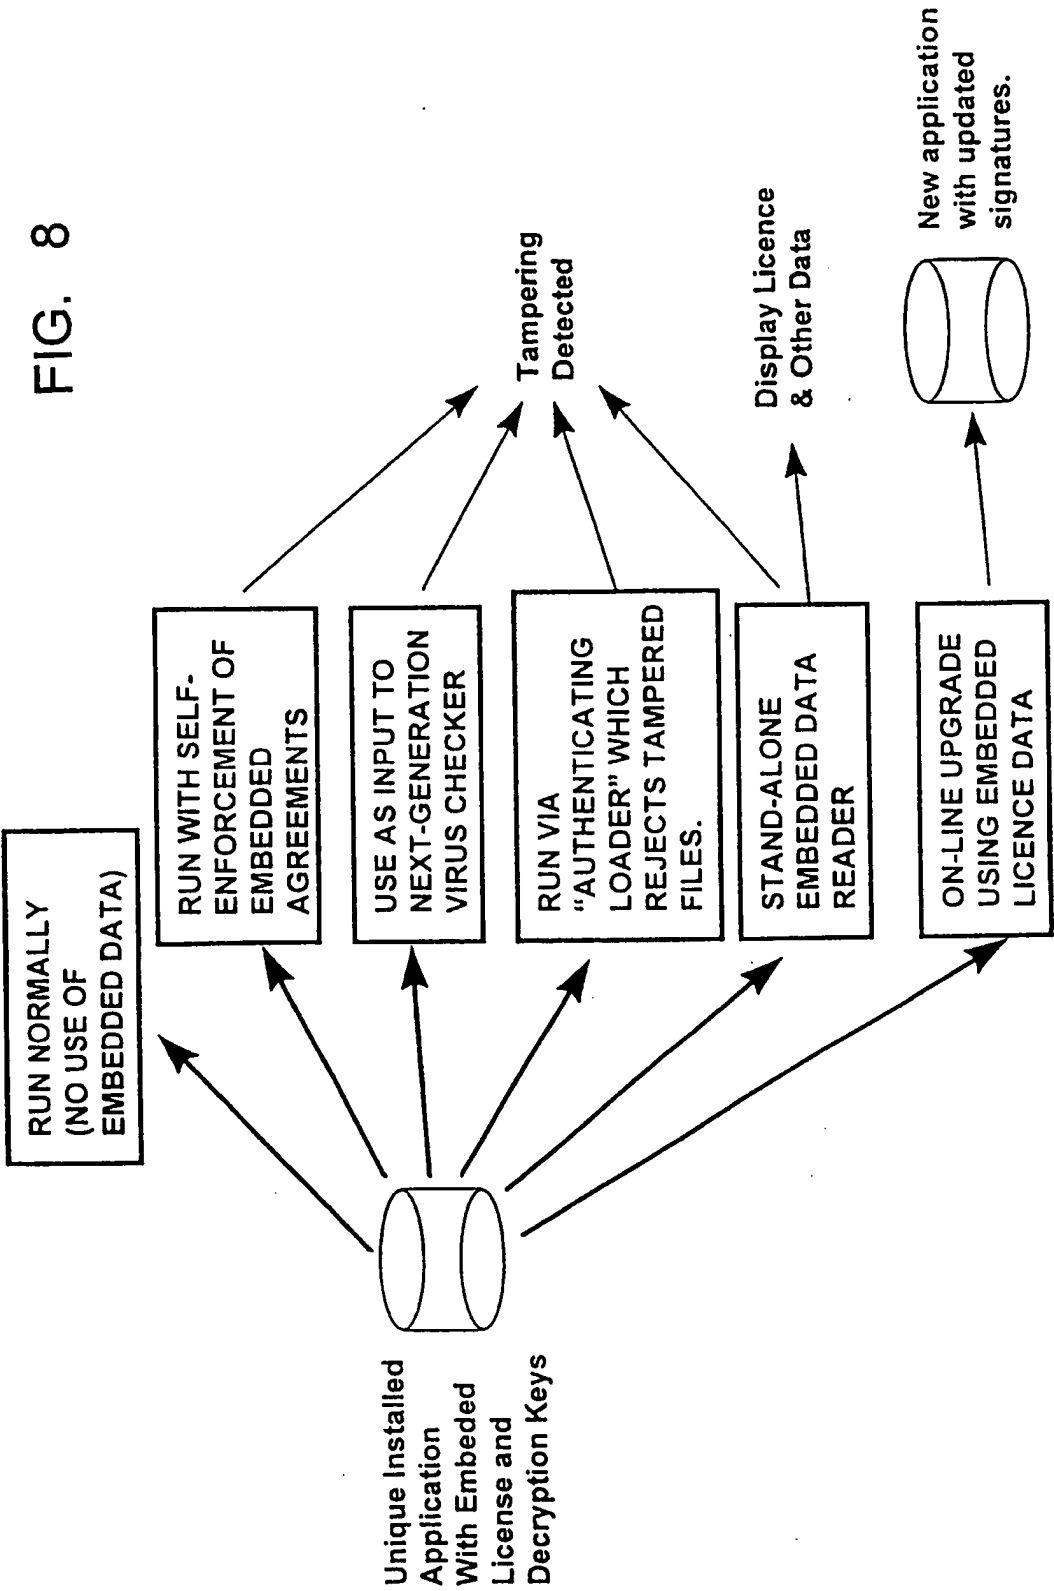 FIG. 8
RUN NORMALLY
(NO USE OF
EMBEDDED DATA)
RUN WITH SELF-
ENFORCEMENT OF
EMBEDDED
AGREEMENTS
USE AS INPUT TO
NEXT-GENERATION
VIRUS CHECKER
RUN VIA
“AUTHENTICATING
LOADER” WHICH
REJECTS TAMPERED
FILES.
STAND-ALONE
EMBEDDED DATA
READER
ON-LINE UPGRADE
USING EMBEDDED
LICENCE DATA
Unique Installed
Application
With Embeded
License and
Decryption Keys
Tampering
Detected
Display Licence
& Other Data
New application
with updated
signatures.